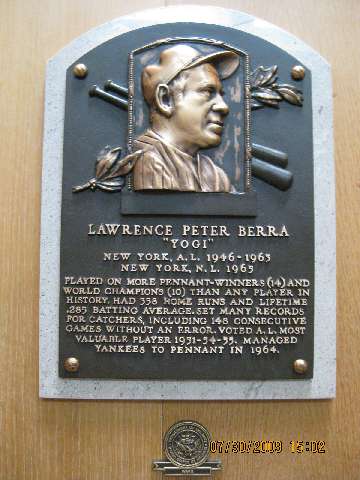 LAWRENCE PETER BERRA
"YOGI"
NEW YORK, A.L. 1946-1963
NEW YORK, N.L. 1965
PLAYED ON MORE PENNANT-WINNERS (14) AND
WORLD CHAMPIONS (10) THAN ANY PLAYER IN
HISTORY. HAD 358 HOME RUNS AND LIFETIME
.285 BATTING AVERAGE. SET MANY RECORDS
FOR CATCHERS, INCLUDING 148 CONSECUTIVE
GAMES WITHOUT AN ERROR. VOTED A.L. MOST
VALUABLE PLAYER 1951-54-55. MANAGED
YANKEES TO PENNANT IN 1964.
07/30/2008 15:02